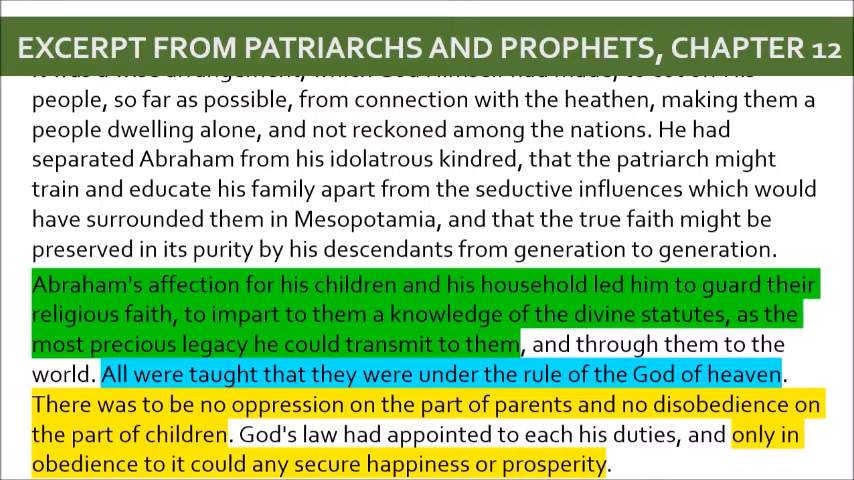 EXCERPT FROM PATRIARCHS AND PROPHETS, CHAPTER 12
people, so far as possible, from connection with the heathen, making them a
people dwelling alone, and not reckoned among the nations. He had
separated Abraham from his idolatrous kindred, that the patriarch might
train and educate his family apart from the seductive influences which would
have surrounded them in Mesopotamia, and that the true faith might be
preserved in its purity by his descendants from generation to generation.
Abraham's affection for his children and his household led him to guard their
religious faith, to impart to them a knowledge of the divine statutes, as the
most precious legacy he could transmit to them, and through them to the
world. All were taught that they were under the rule of the God of heaven.
There was to be no oppression on the part of parents and no disobedience on
the part of children. God's law had appointed to each his duties, and only in
obedience to it could any secure happiness or prosperity.